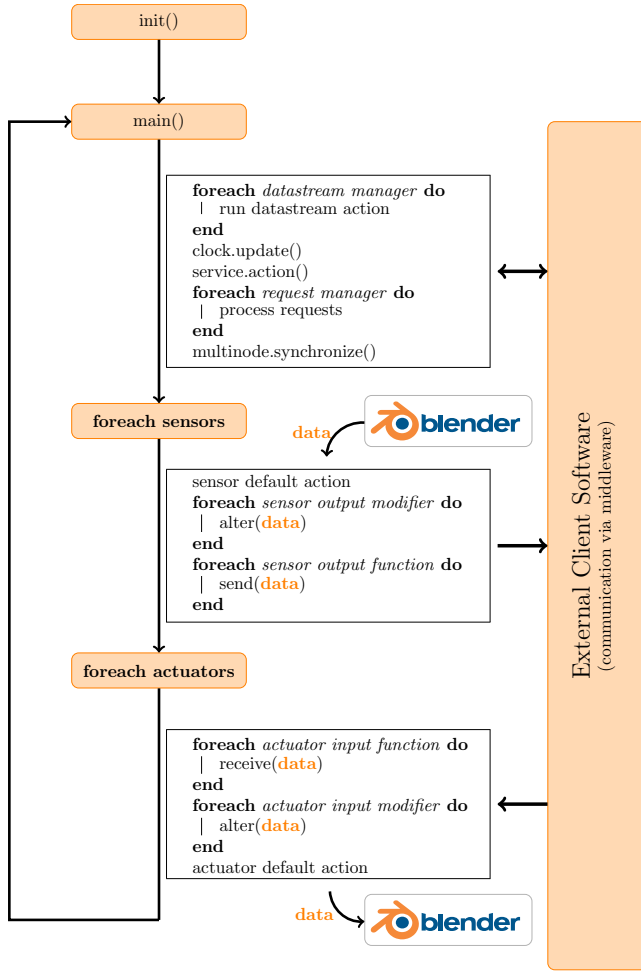 init()
main()
foreach datastream manager do
run datastream action
end
clock.update()
service.action()
foreach request manager do
process requests
end
multinode.synchronize()
foreach sensors
data
blender
sensor default action
foreach sensor output modifier do
alter(data)
end
foreach sensor output function do
send(data)
end
foreach actuators
foreach actuator input function do
receive(data)
end
foreach actuator input modifier do
alter(data)
end
actuator default action
data
blender
External Client Software
(communication via middleware)